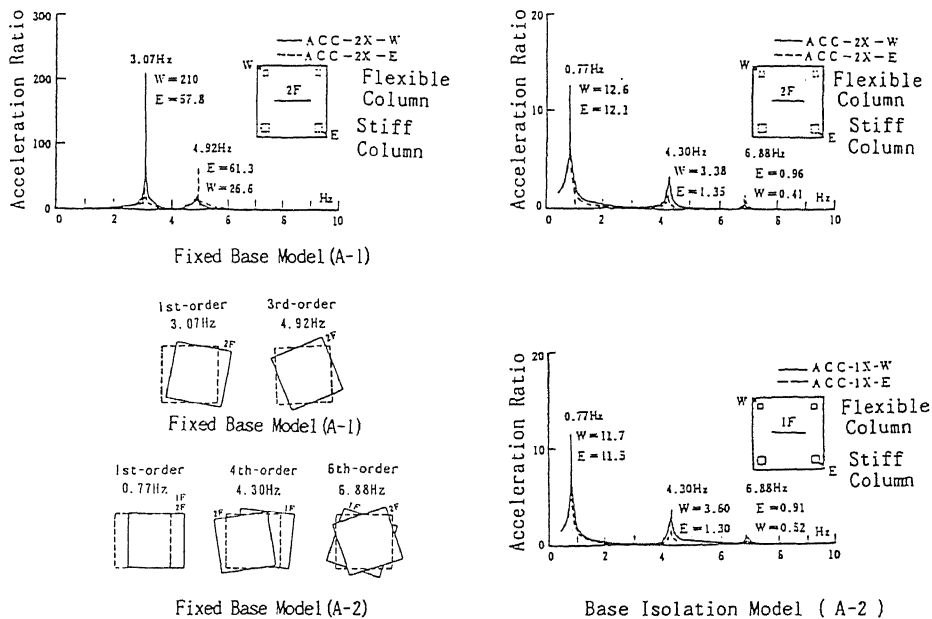 300
200
100
0
Acceleration Ratio
ACC-2X-W
ACC-2X-E
3.07Hz
W=210
E=57.8
W
2F
E
Flexible
Column
Stiff
Column
4.92Hz
E=61.3
W=26.6
Hz
0 2 4 6 8 10
Fixed Base Model(A-1)
20
10
0
Acceleration Ratio
ACC-2X-W
ACC-2X-E
0.77Hz
W=12.6
E=12.1
W
2F
E
Flexible
Column
Stiff
Column
4.30Hz
W=3.38
E=1.35
6.88Hz
E=0.96
W=0.41
Hz
0 2 4 6 8 10
1st-order
3.07Hz
2F
3rd-order
4.92Hz
2F
Fixed Base Model(A-1)
1st-order
0.77Hz
1F
2F
4th-order
4.30Hz
2F
1F
6th-order
6.88Hz
1F
2F
Fixed Base Model(A-2)
20
10
0
Acceleration Ratio
ACC-1X-W
ACC-1X-E
0.77Hz
W=11.7
E=11.5
W
1F
E
Flexible
Column
Stiff
Column
4.30Hz
W=3.60
E=1.30
6.88Hz
E=0.91
W=0.52
Hz
0 2 4 6 8 10
Base Isolation Model ( A-2 )